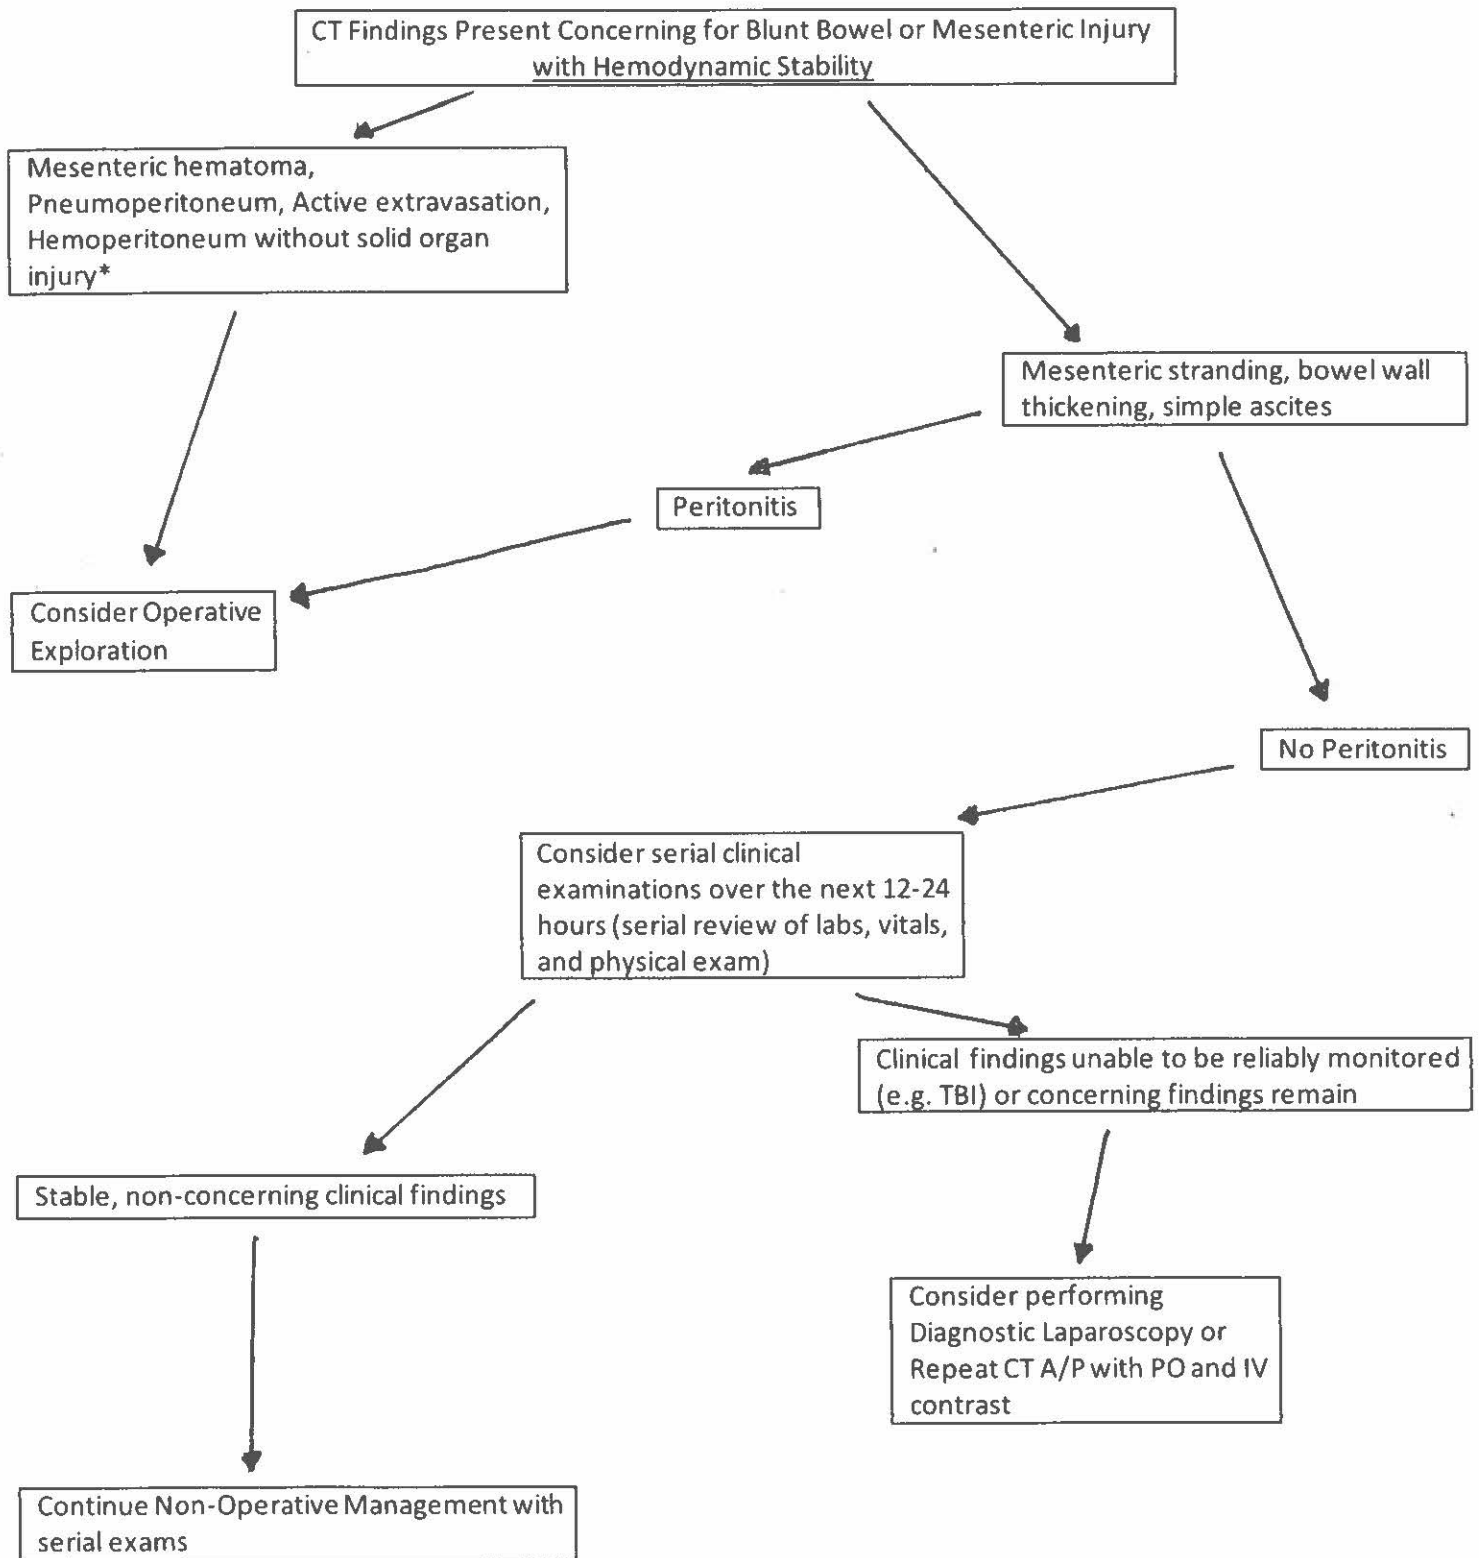 CT Findings Present Concerning for Blunt Bowel or Mesenteric Injury
with Hemodynamic Stability
Mesenteric hematoma,
Pneumoperitoneum, Active extravasation,
Hemoperitoneum without solid organ
injury*
Mesenteric stranding, bowel wall
thickening, simple ascites
Peritonitis
Consider Operative
Exploration
No Peritonitis
Consider serial clinical
examinations over the next 12-24
hours (serial review of labs, vitals,
and physical exam)
Clinical findings unable to be reliably monitored
(e.g. TBI) or concerning findings remain
Stable, non-concerning clinical findings
Consider performing
Diagnostic Laparoscopy or
Repeat CT A/P with PO and IV
contrast
Continue Non-Operative Management with
serial exams